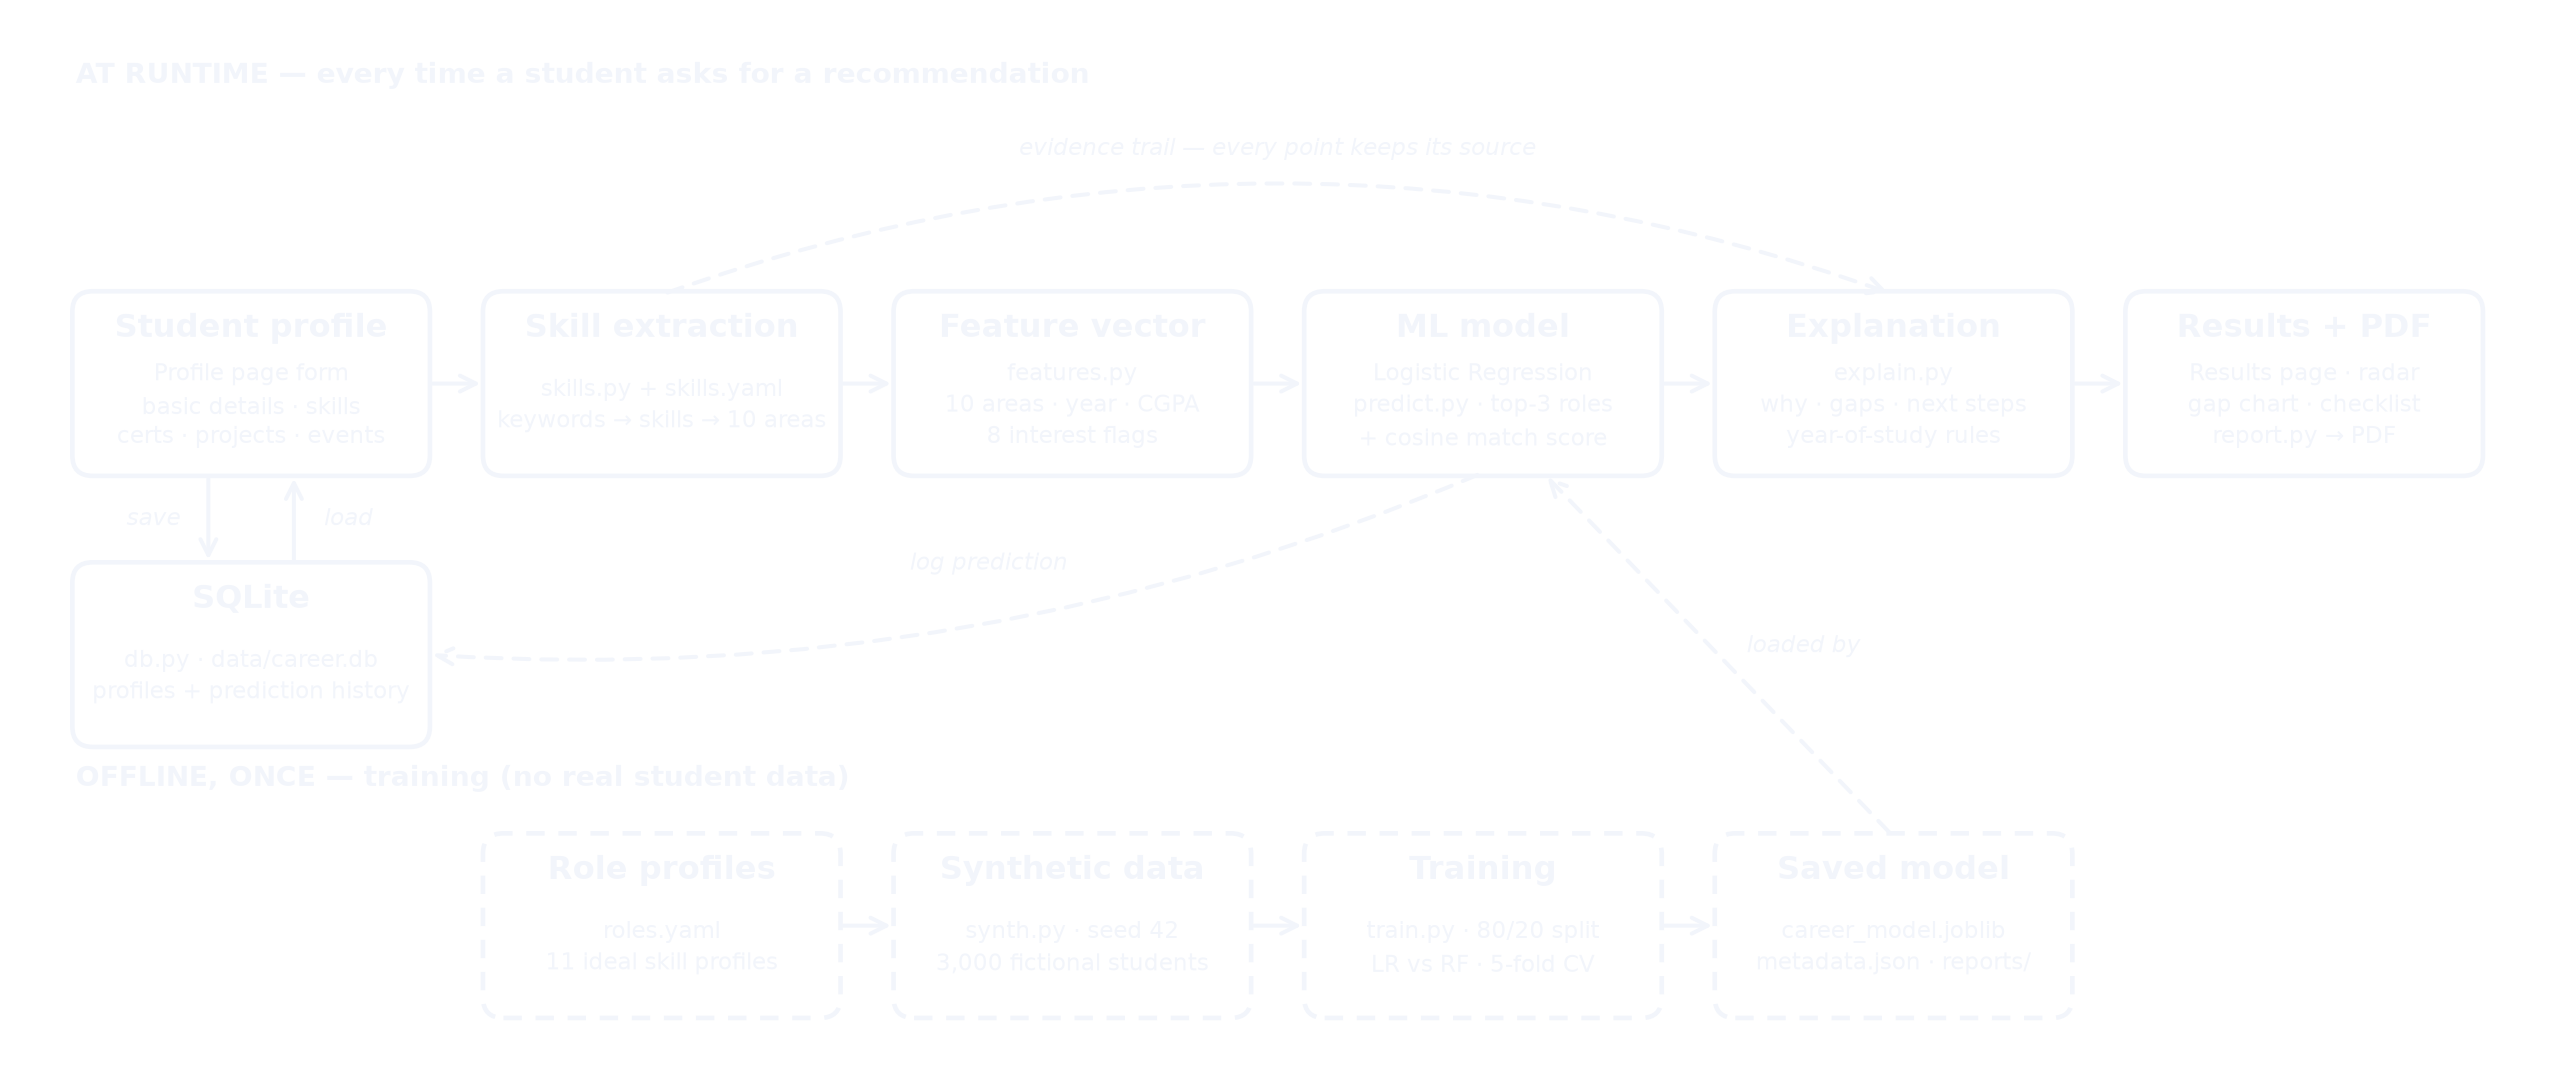 AT RUNTIME — every time a student asks for a recommendation
evidence trail — every point keeps its source
Student profile
Profile page form
basic details · skills
certs · projects · events
Skill extraction
skills.py + skills.yaml
keywords → skills → 10 areas
Feature vector
features.py
10 areas · year · CGPA
8 interest flags
ML model
Logistic Regression
predict.py · top-3 roles
+ cosine match score
Explanation
explain.py
why · gaps · next steps
year-of-study rules
Results + PDF
Results page · radar
gap chart · checklist
report.py → PDF
save
load
log prediction
SQLite
db.py · data/career.db
profiles + prediction history
loaded by
OFFLINE, ONCE — training (no real student data)
Role profiles
roles.yaml
11 ideal skill profiles
Synthetic data
synth.py · seed 42
3,000 fictional students
Training
train.py · 80/20 split
LR vs RF · 5-fold CV
Saved model
career_model.joblib
metadata.json · reports/